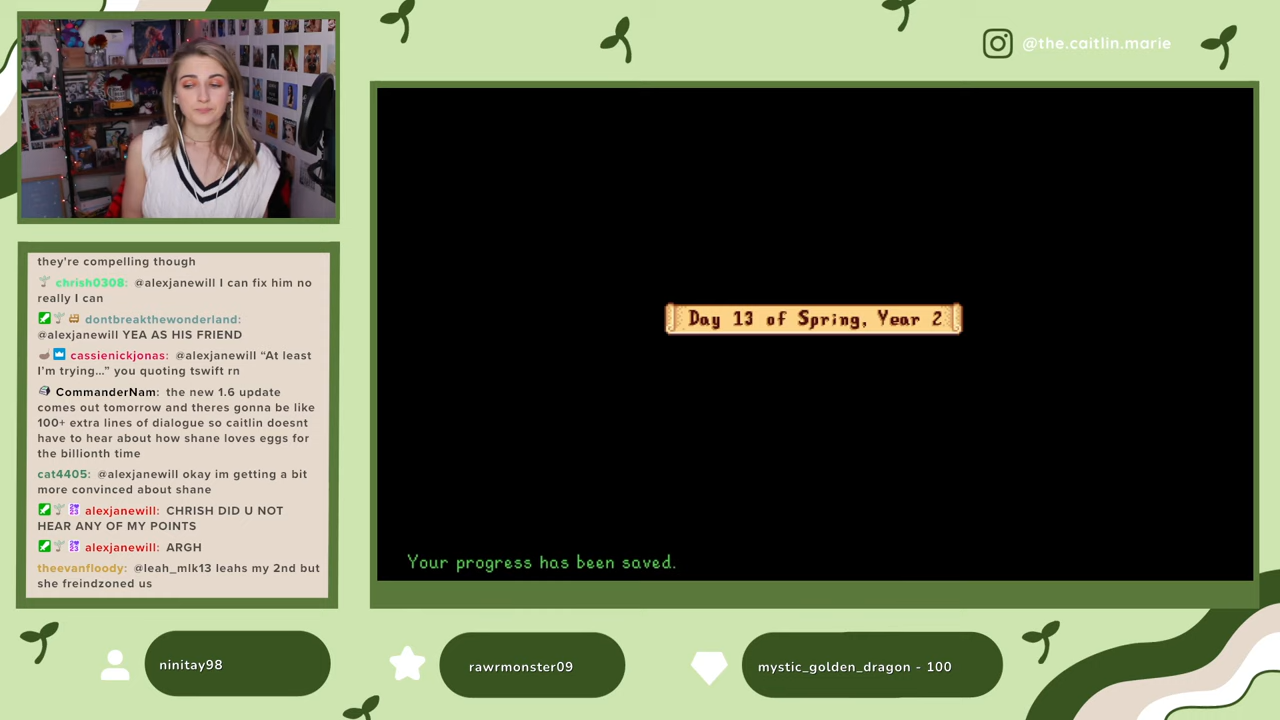 @the.caitlin.marie
they're compelling though
chrish0308: @alexjanewill I can fix him no
really I can
dontbreakthewonderland:
@alexjanewill YEA AS HIS FRIEND
cassienickjonas: @alexjanewill “At least
I’m trying…” you quoting tswift rn
CommanderNam: the new 1.6 update
comes out tomorrow and theres gonna be like
100+ extra lines of dialogue so caitlin doesnt
have to hear about how shane loves eggs for
the billionth time
cat4405: @alexjanewill okay im getting a bit
more convinced about shane
alexjanewill: CHRISH DID U NOT
HEAR ANY OF MY POINTS
alexjanewill: ARGH
theevanfloody: @leah_mlk13 leahs my 2nd but
she freindzoned us
Day 13 of Spring, Year 2
Your progress has been saved.
ninitay98
rawrmonster09
mystic_golden_dragon - 100